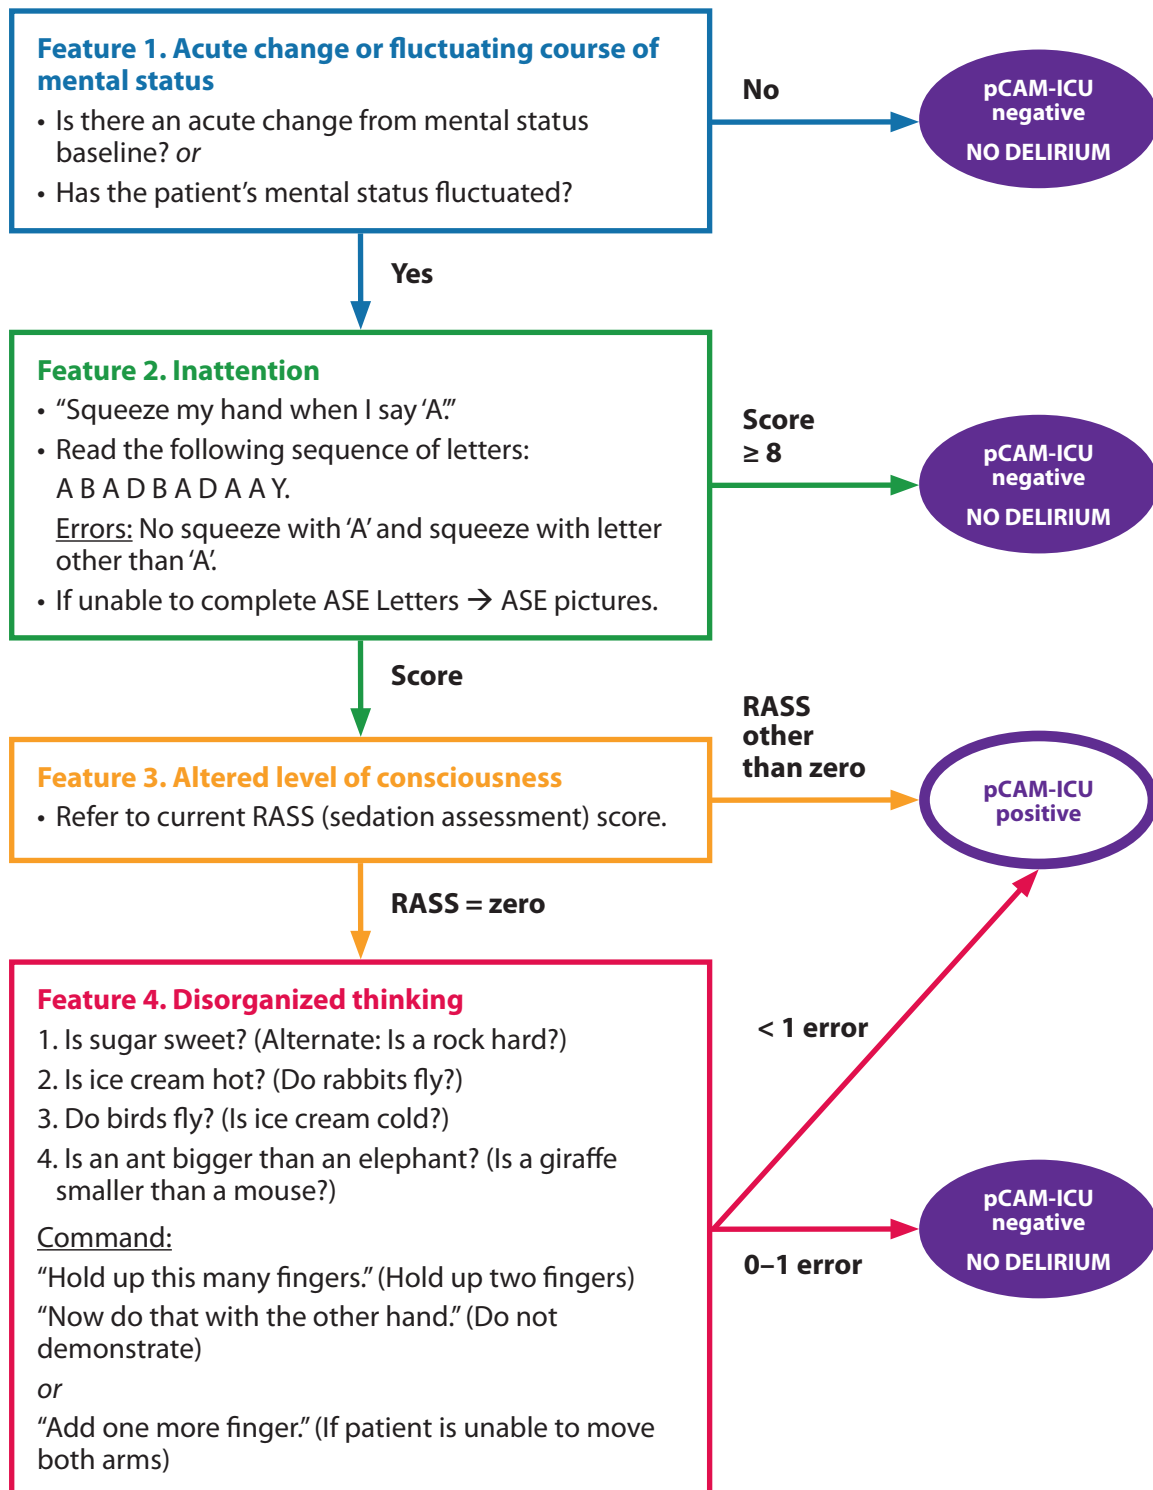 Feature 1. Acute change or fluctuating course of
mental status
• Is there an acute change from mental status
baseline? or
• Has the patient’s mental status fluctuated?
No
pCAM-ICU
negative
NO DELIRIUM
Yes
Feature 2. Inattention
• “Squeeze my hand when I say ‘A’.”
• Read the following sequence of letters:
A B A D B A D A A Y.
Errors: No squeeze with ‘A’ and squeeze with letter
other than ‘A’.
• If unable to complete ASE Letters → ASE pictures.
Score
≥ 8
pCAM-ICU
negative
NO DELIRIUM
Score
Feature 3. Altered level of consciousness
• Refer to current RASS (sedation assessment) score.
RASS
other
than zero
pCAM-ICU
positive
RASS = zero
Feature 4. Disorganized thinking
1. Is sugar sweet? (Alternate: Is a rock hard?)
2. Is ice cream hot? (Do rabbits fly?)
3. Do birds fly? (Is ice cream cold?)
4. Is an ant bigger than an elephant? (Is a giraffe
smaller than a mouse?)
Command:
“Hold up this many fingers.” (Hold up two fingers)
“Now do that with the other hand.” (Do not
demonstrate)
or
“Add one more finger.” (If patient is unable to move
both arms)
< 1 error
0–1 error
pCAM-ICU
negative
NO DELIRIUM